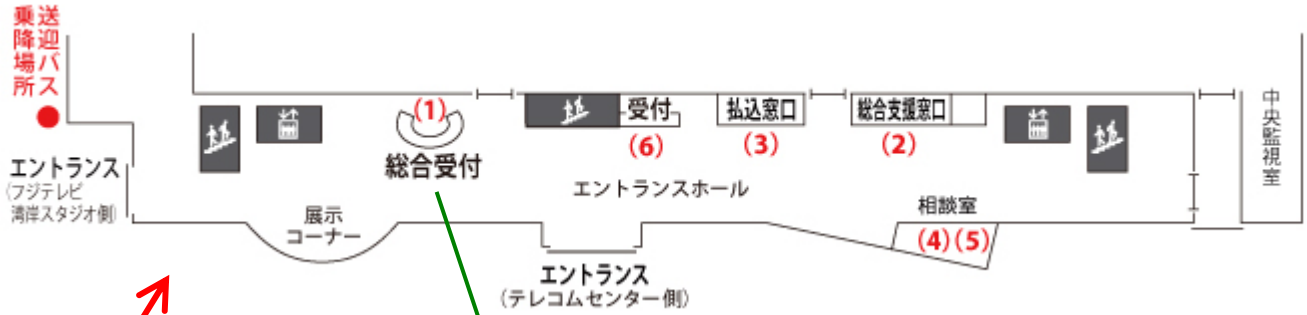 送迎バス
乗降場所
エントランス
(フジテレビ
湾岸スタジオ側)
(1)
総合受付
展示
コーナー
受付
(6)
払込窓口
(3)
総合支援窓口
(2)
エントランスホール
相談室
(4)(5)
エントランス
(テレコムセンター側)
中央監視室